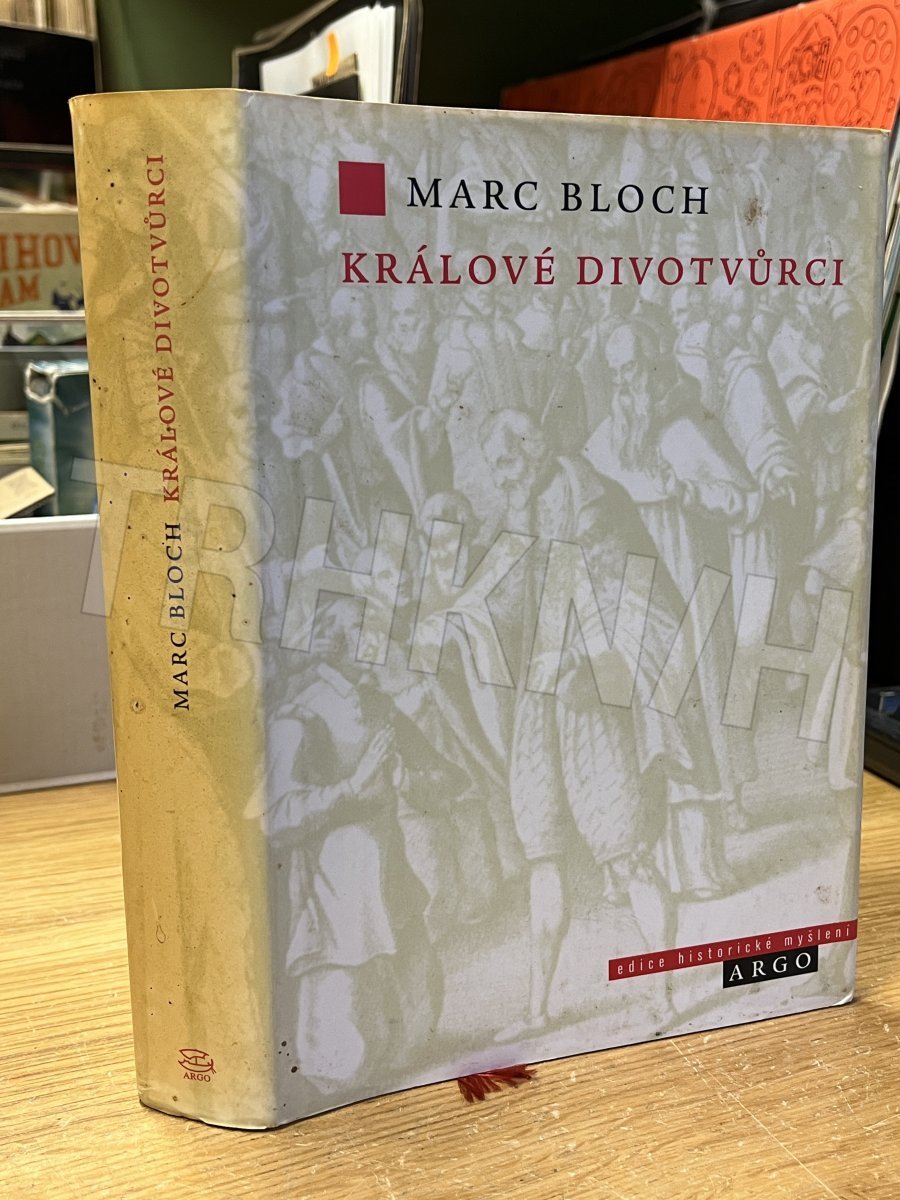 MARC BLOCH
KRÁLOVÉ DIVOTVŮRCI
edice historické myšlení
ARGO
MARC BLOCH KRÁLOVÉ DIVOTVŮRCI
ARGO
TRHKNIH